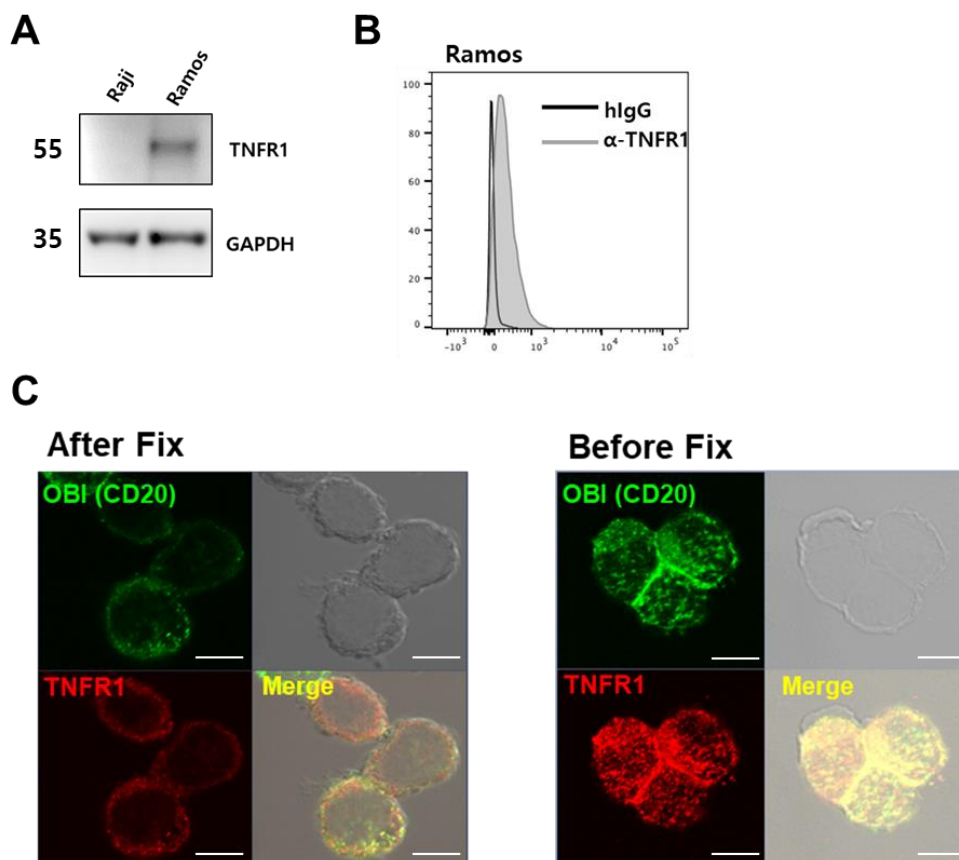 A
Raji
Ramos
55
TNFR1
35
GAPDH
B
Ramos
100
80
60
40
20
0
hIgG
α-TNFR1
-10³ 0 10³ 10⁴ 10⁵
C
After Fix
OBI (CD20)
TNFR1
Merge
Before Fix
OBI (CD20)
TNFR1
Merge